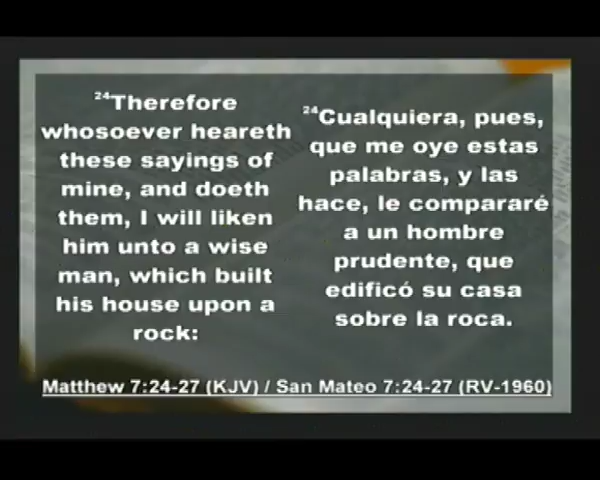 24Therefore
whosoever heareth
these sayings of
mine, and doeth
them, I will liken
him unto a wise
man, which built
his house upon a
rock:
24Cualquiera, pues,
que me oye estas
palabras, y las
hace, le compararé
a un hombre
prudente, que
edificó su casa
sobre la roca.
Matthew 7:24-27 (KJV) / San Mateo 7:24-27 (RV-1960)